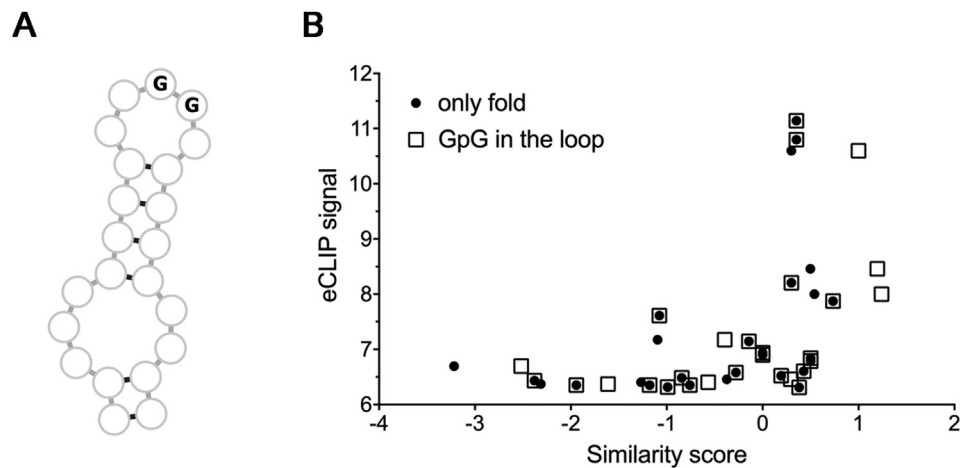 A
B
G
G
12
11
10
9
8
7
6
eCLIP signal
only fold
GpG in the loop
-4 -3 -2 -1 0 1 2
Similarity score